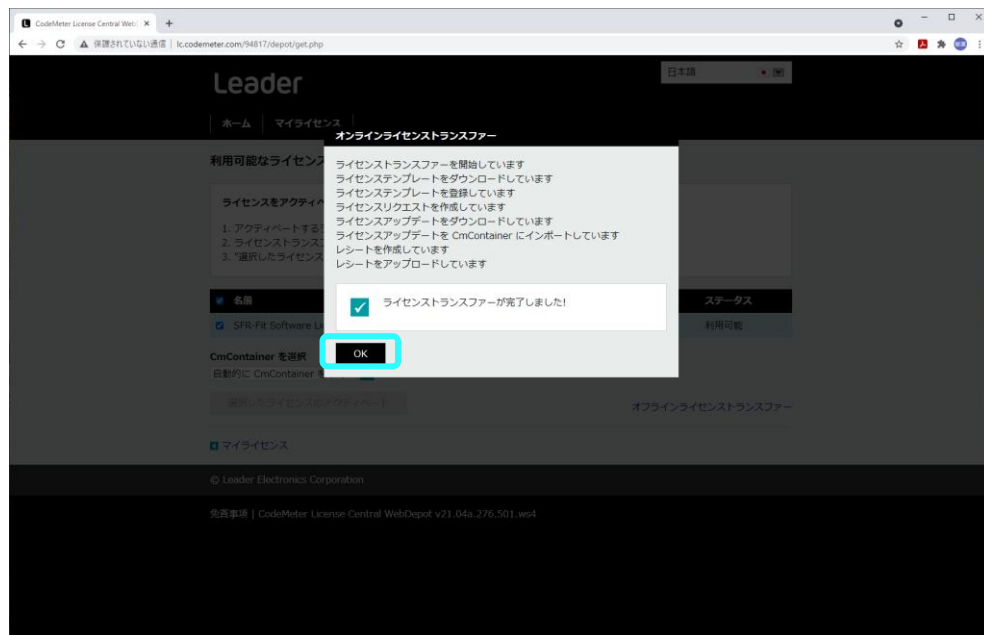 CodeMeter License Central Web
保護されていない通信 | lc.codemeter.com/94817/depot/get.php
Leader
日本語
ホーム
マイライセンス
オンラインライセンストランスファー
利用可能なライセンス
ライセンストランスファーを開始しています
ライセンステンプレートをダウンロードしています
ライセンステンプレートを登録しています
ライセンスリクエストを作成しています
ライセンスアップデートをダウンロードしています
ライセンスアップデートを CmContainer にインポートしています
レシートを作成しています
レシートをアップロードしています
ライセンスをアクティベ
1. アクティベートする
2. ライセンストランス
3. "選択したライセンス
ライセンストランスファーが完了しました!
OK
名前
ステータス
SFR-Fit Software Li
利用可能
CmContainer を選択
自動的に CmContainer
選択したライセンスのアクティベート
オフラインライセンストランスファー
マイライセンス
© Leader Electronics Corporation
免責事項 | CodeMeter License Central WebDepot v21.04a.276.501.ws4